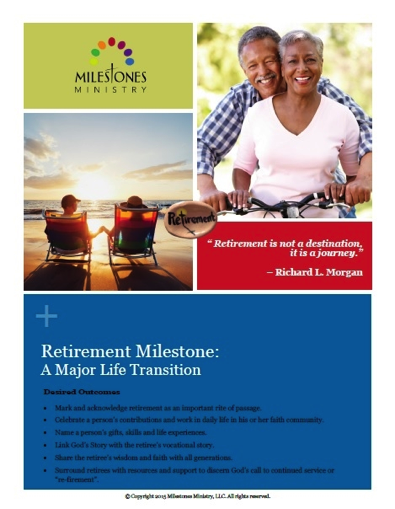 MILESTONES
MINISTRY
Retirement
“ Retirement is not a destination,
it is a journey.”
– Richard L. Morgan
+
Retirement Milestone:
A Major Life Transition
Desired Outcomes
• Mark and acknowledge retirement as an important rite of passage.
• Celebrate a person's contributions and work in daily life in his or her faith community.
• Name a person's gifts, skills and life experiences.
• Link God's Story with the retiree's vocational story.
• Share the retiree's wisdom and faith with all generations.
• Surround retirees with resources and support to discern God's call to continued service or
"re-firement".
© Copyright 2015 Milestones Ministry, LLC. All rights reserved.